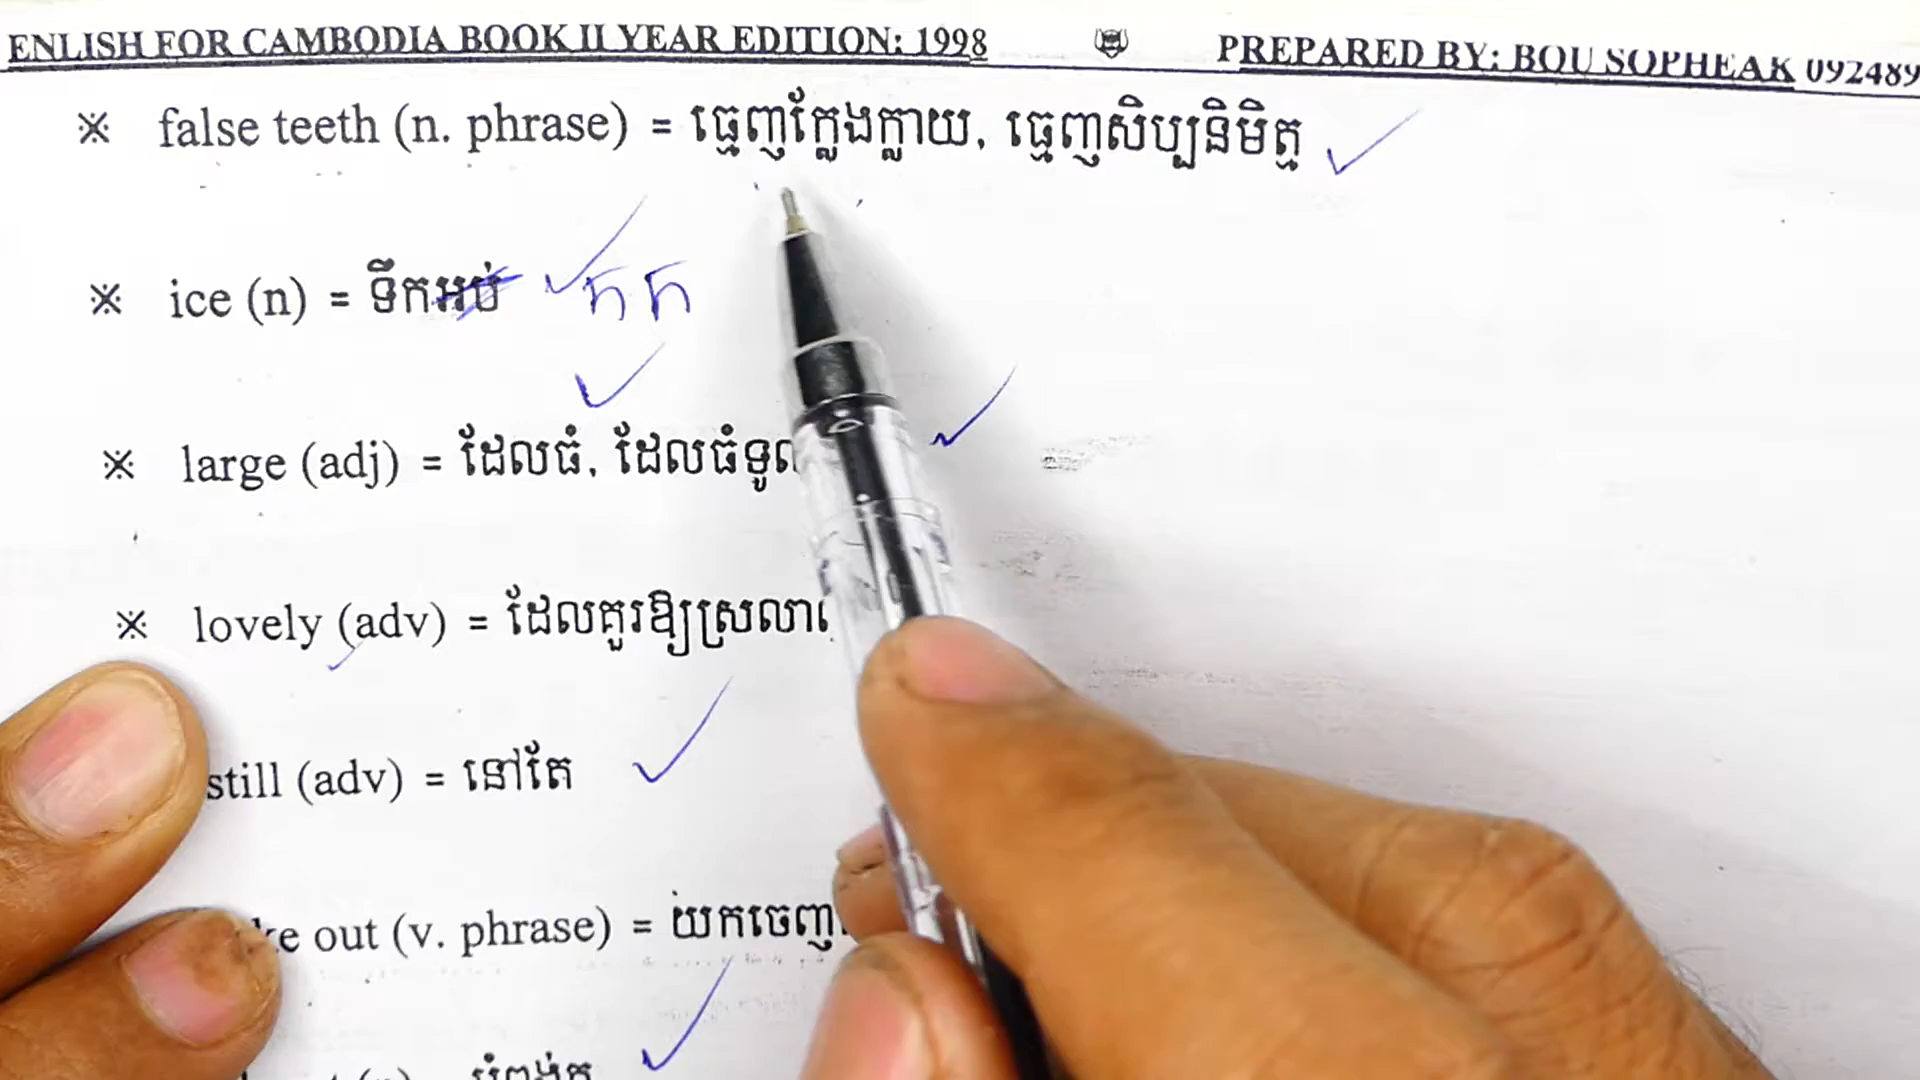 ENLISH FOR CAMBODIA BOOK II YEAR EDITION: 1998 PREPARED BY: BOU SOPHEAK 092489
※ false teeth (n. phrase) = ធ្មេញក្លែងក្លាយ, ធ្មេញសិប្បនិមិត្ត
※ ice (n) = ទឹកអប់ កក
※ large (adj) = ដែលធំ, ដែលធំទូ
※ lovely (adv) = ដែលគួរឱ្យស្រលា
still (adv) = នៅតែ
out (v. phrase) = យកចេញ